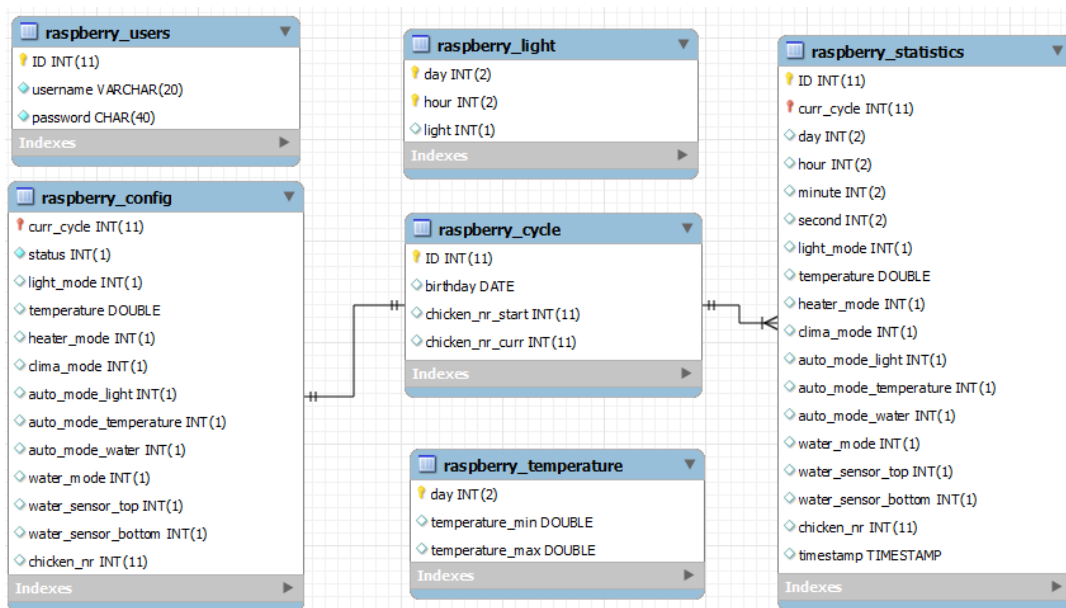 raspberry_users
ID INT(11)
username VARCHAR(20)
password CHAR(40)
Indexes
raspberry_config
curr_cycle INT(11)
status INT(1)
light_mode INT(1)
temperature DOUBLE
heater_mode INT(1)
clima_mode INT(1)
auto_mode_light INT(1)
auto_mode_temperature INT(1)
auto_mode_water INT(1)
water_mode INT(1)
water_sensor_top INT(1)
water_sensor_bottom INT(1)
chicken_nr INT(11)
Indexes
raspberry_light
day INT(2)
hour INT(2)
light INT(1)
Indexes
raspberry_cycle
ID INT(11)
birthday DATE
chicken_nr_start INT(11)
chicken_nr_curr INT(11)
Indexes
raspberry_temperature
day INT(2)
temperature_min DOUBLE
temperature_max DOUBLE
Indexes
raspberry_statistics
ID INT(11)
curr_cycle INT(11)
day INT(2)
hour INT(2)
minute INT(2)
second INT(2)
light_mode INT(1)
temperature DOUBLE
heater_mode INT(1)
clima_mode INT(1)
auto_mode_light INT(1)
auto_mode_temperature INT(1)
auto_mode_water INT(1)
water_mode INT(1)
water_sensor_top INT(1)
water_sensor_bottom INT(1)
chicken_nr INT(11)
timestamp TIMESTAMP
Indexes